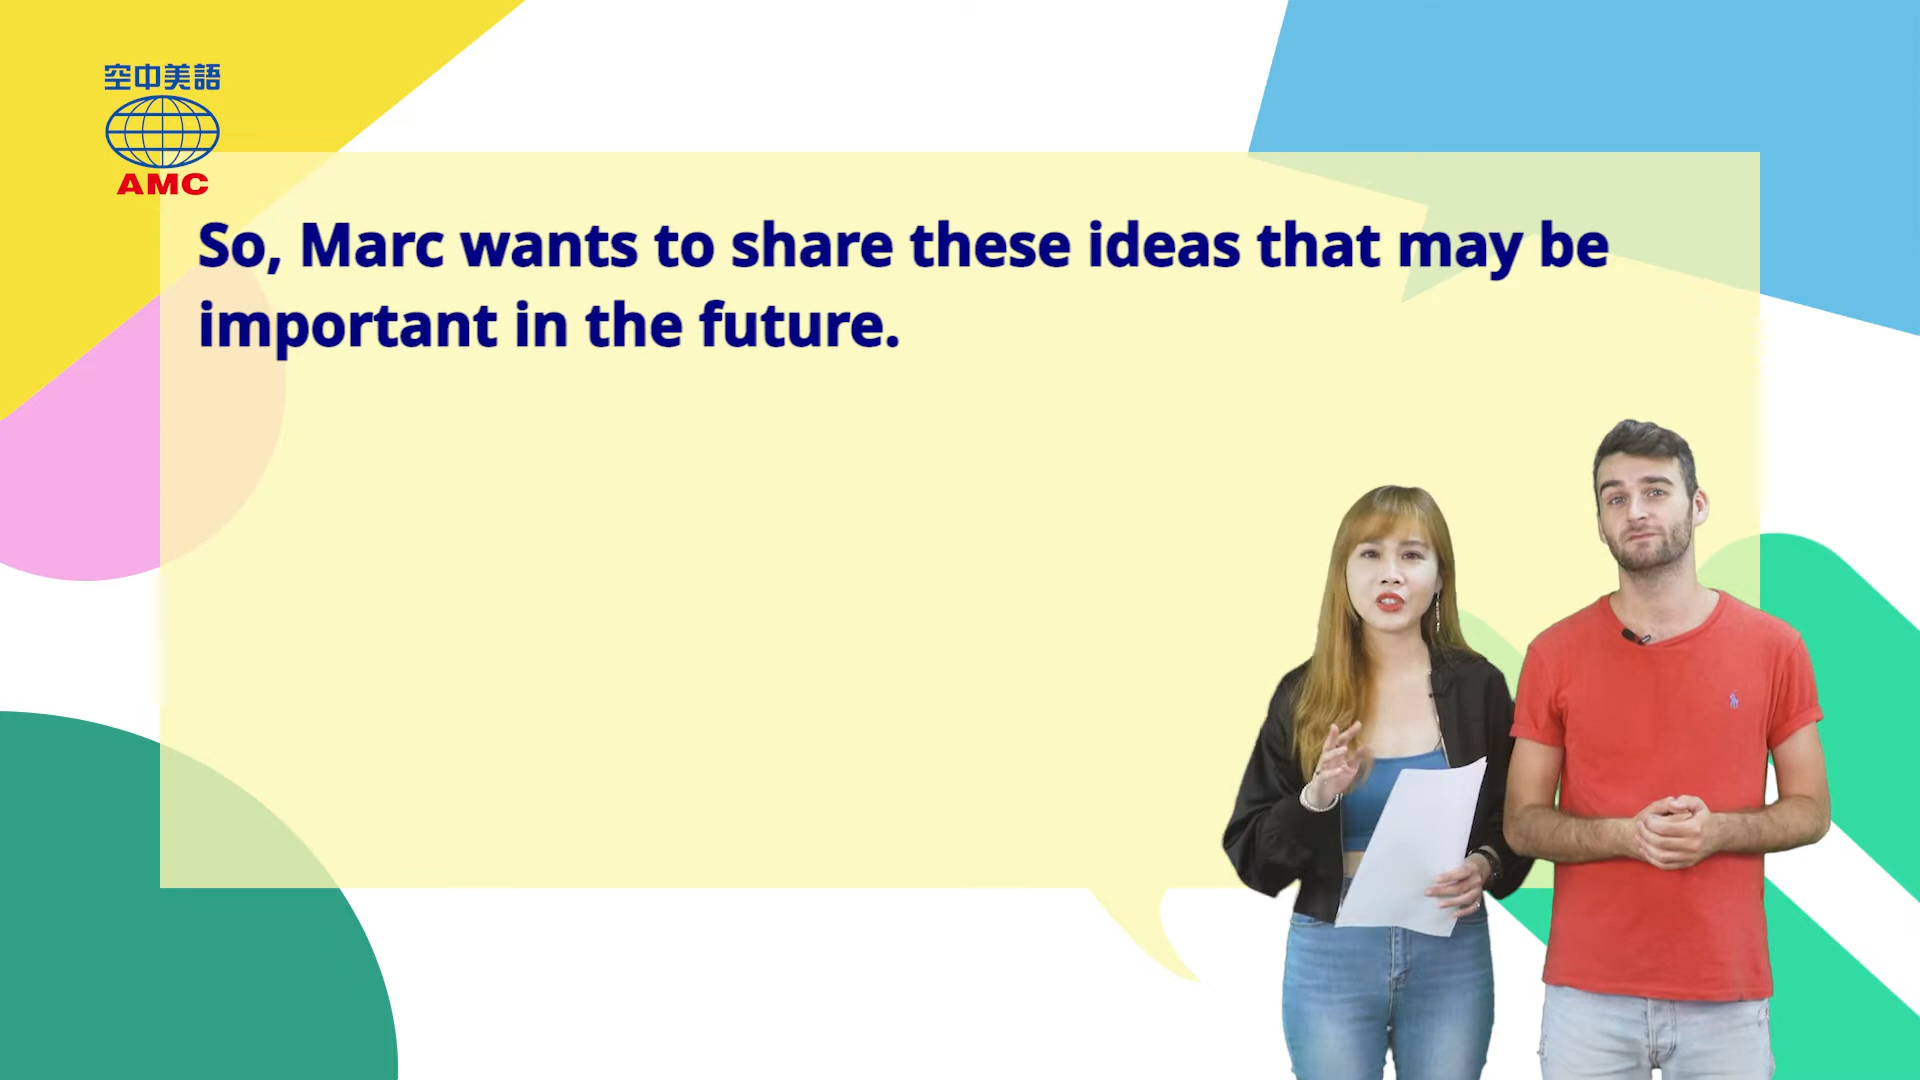 空中美語
AMC
So, Marc wants to share these ideas that may be
important in the future.